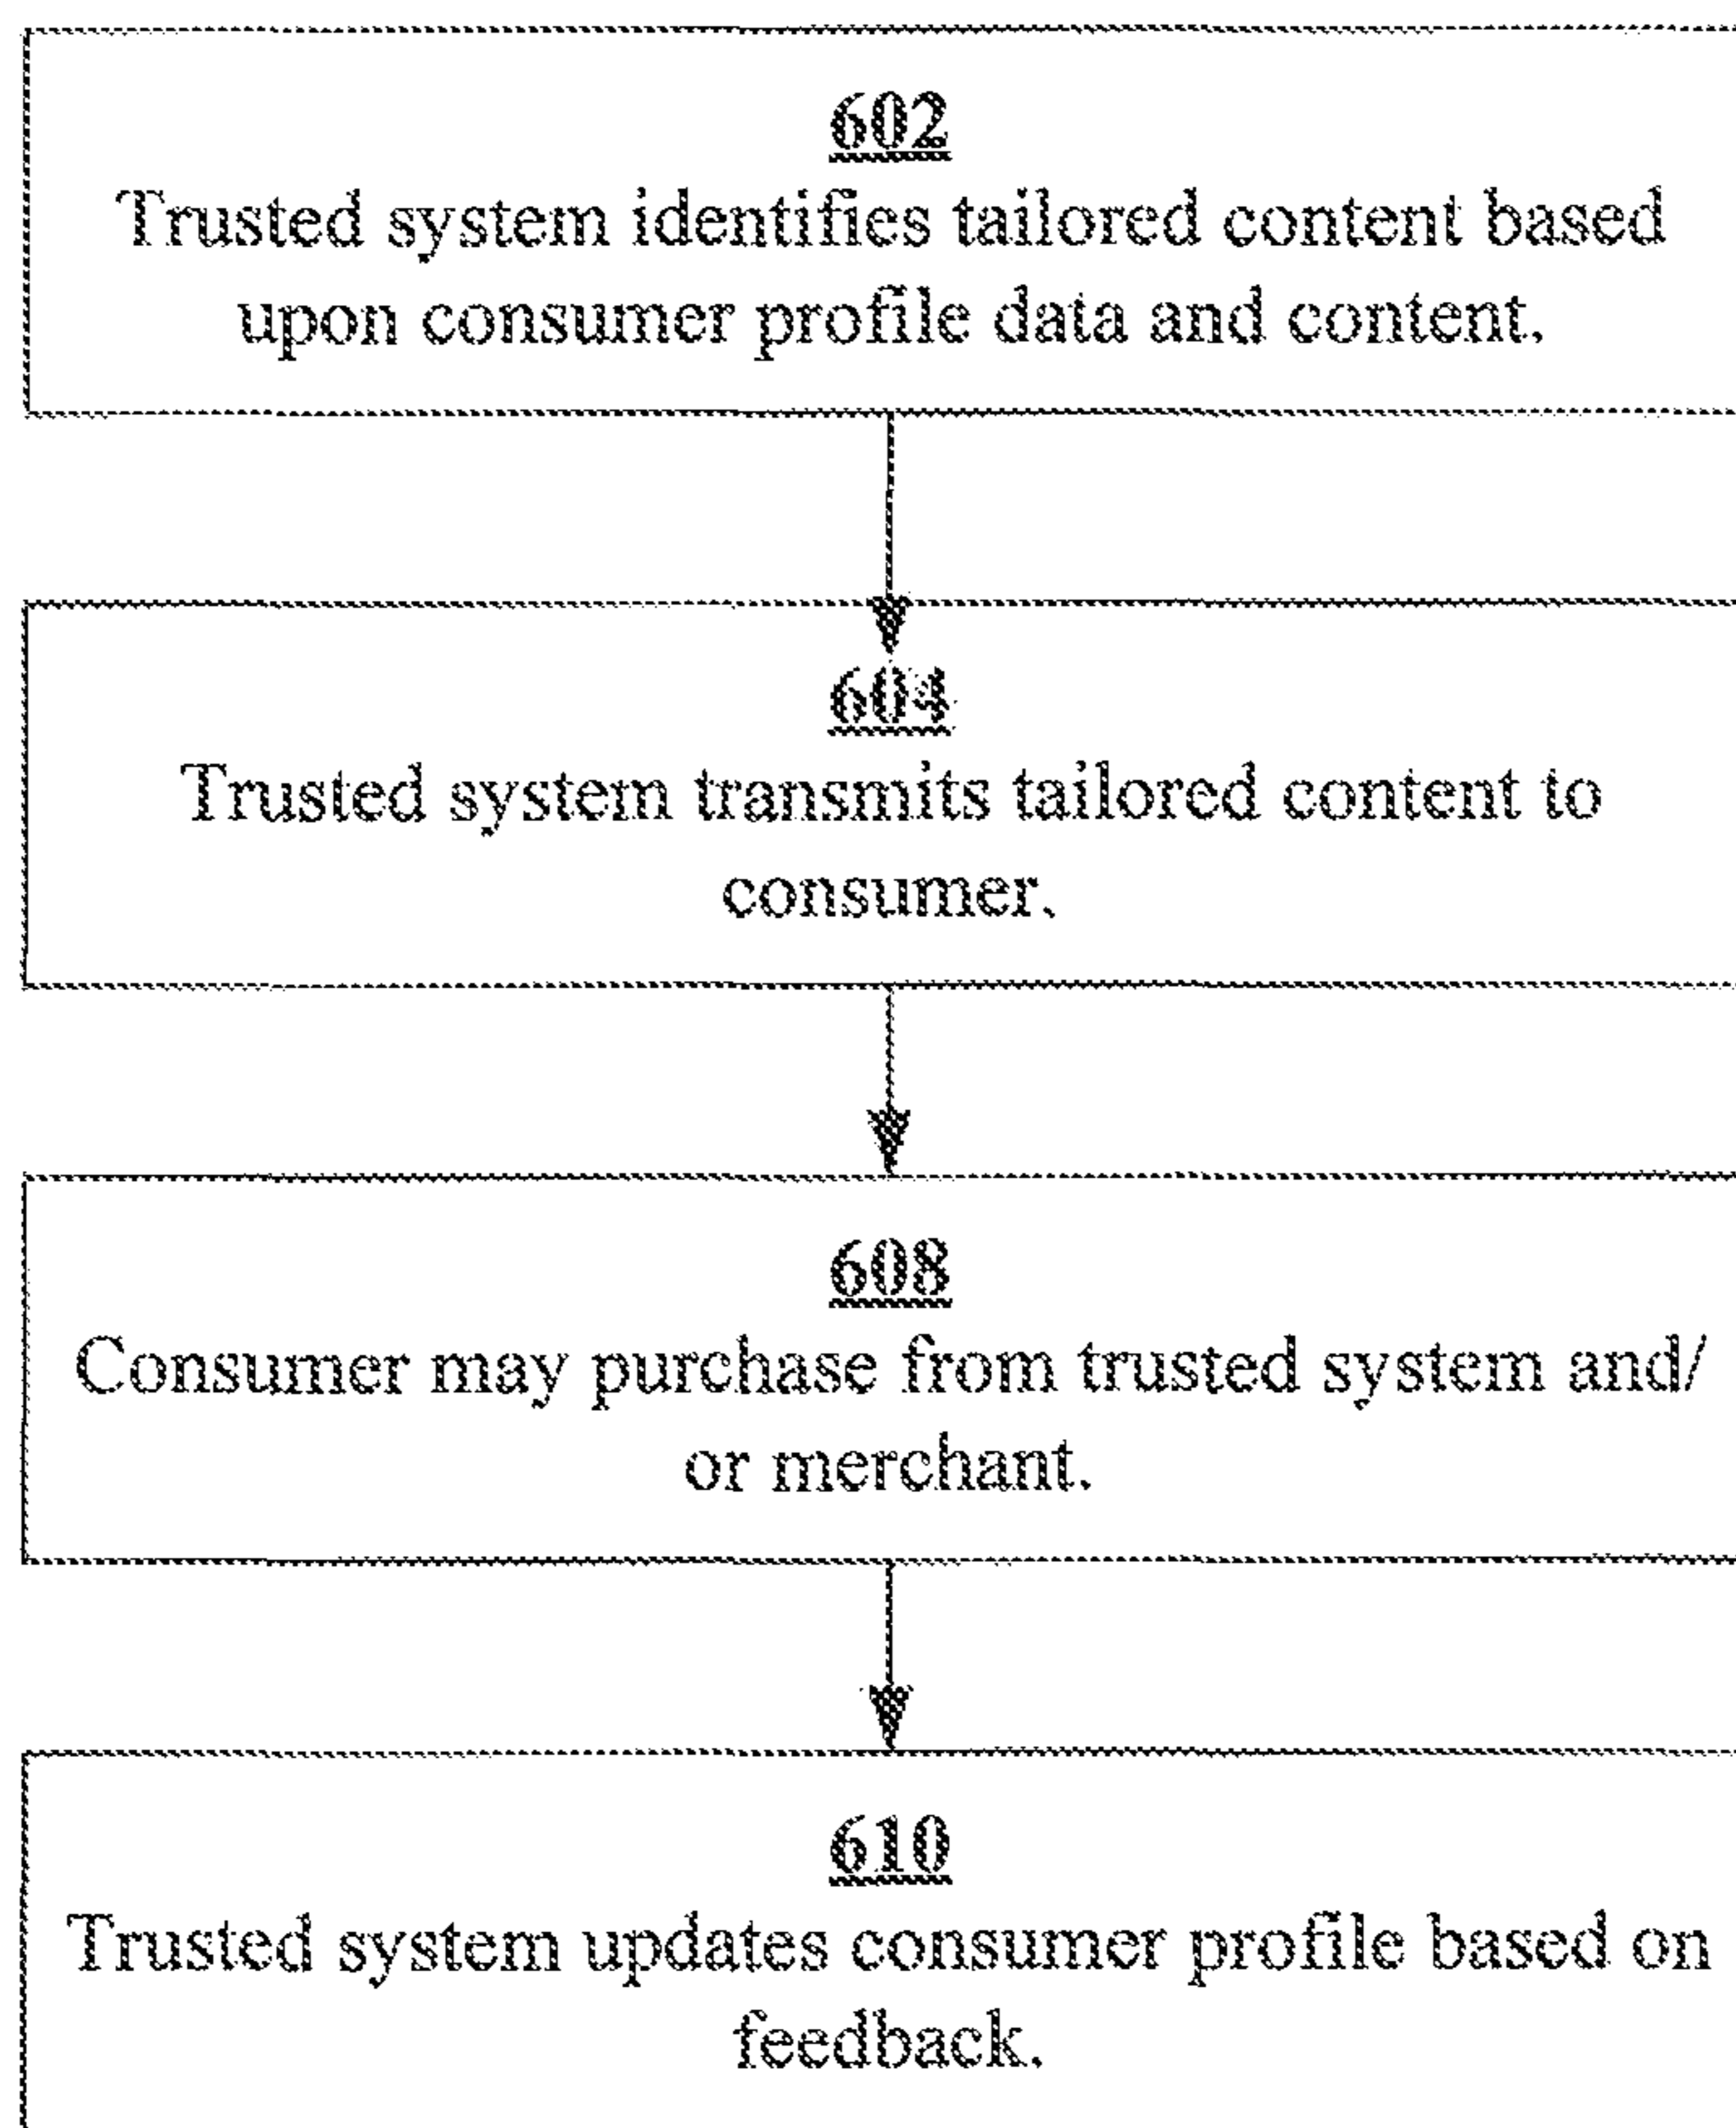 602
Trusted system identifies tailored content based
upon consumer profile data and content.
604
Trusted system transmits tailored content to
consumer.
608
Consumer may purchase from trusted system and/
or merchant.
610
Trusted system updates consumer profile based on
feedback.